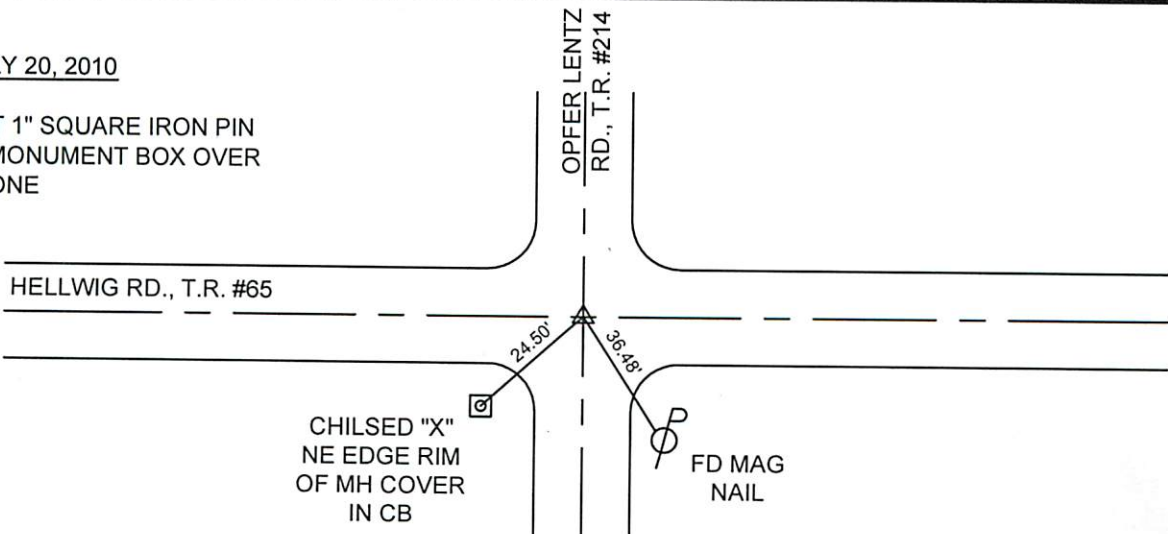 20, 2010
1" SQUARE IRON PIN
MONUMENT BOX OVER
OPFER LENTZ
RD., T.R. #214
HELLWIG RD., T.R. #65
24.50'
36.48'
CHILSED "X"
NE EDGE RIM
OF MH COVER
IN CB
P
FD MAG
NAIL